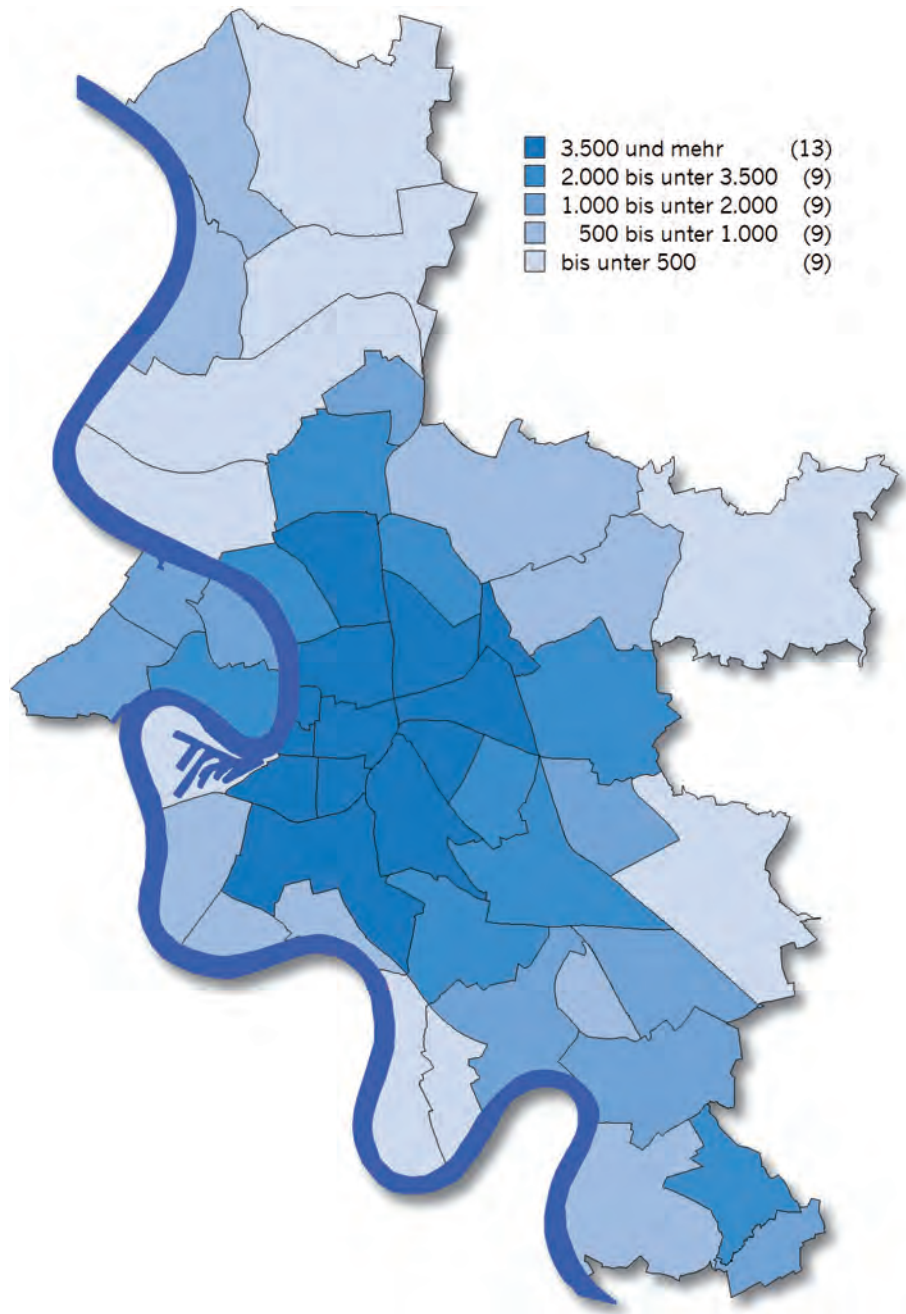 3.500 und mehr (13)
2.000 bis unter 3.500 (9)
1.000 bis unter 2.000 (9)
500 bis unter 1.000 (9)
bis unter 500 (9)